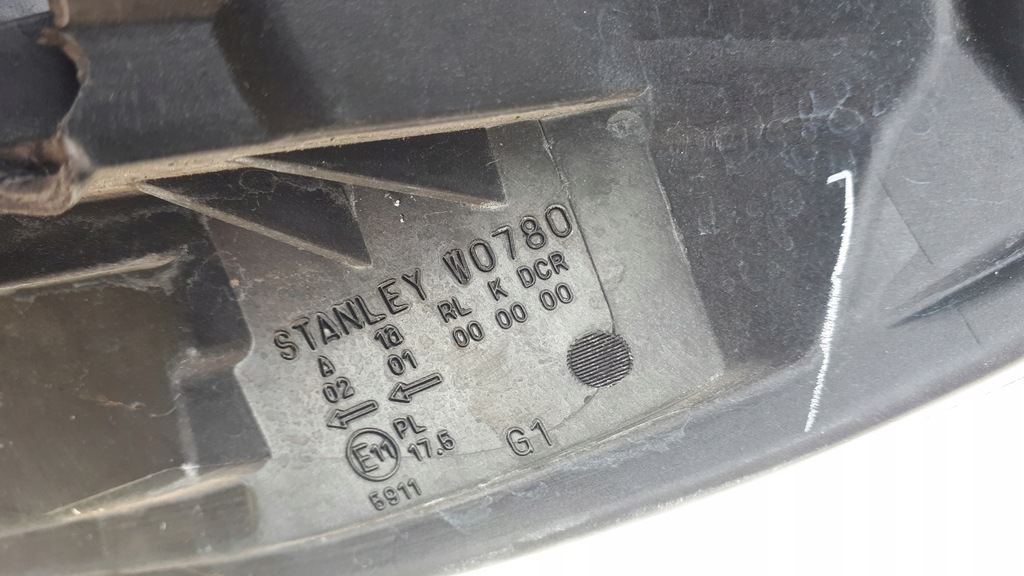 STANLEY W0780
A 1a RL K DCR
02 01 00 00 00
E11 PL
17.5
5911
G1